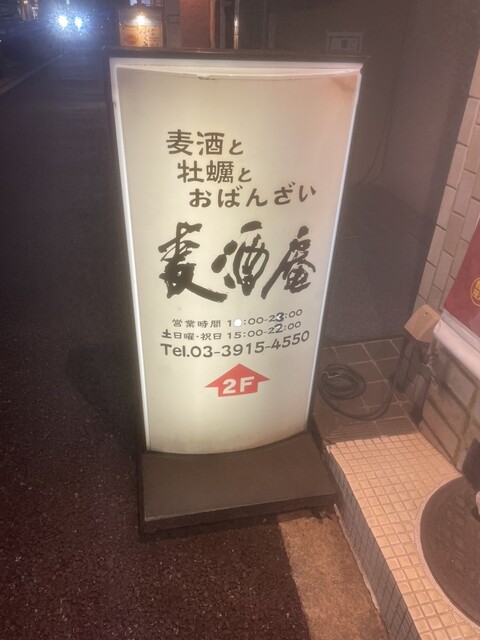 麦酒と
牡蠣と
おばんざい
麦酒庵
営業時間
土日曜・祝日 15:00-22:00
Tel.03-3915-4550
2F